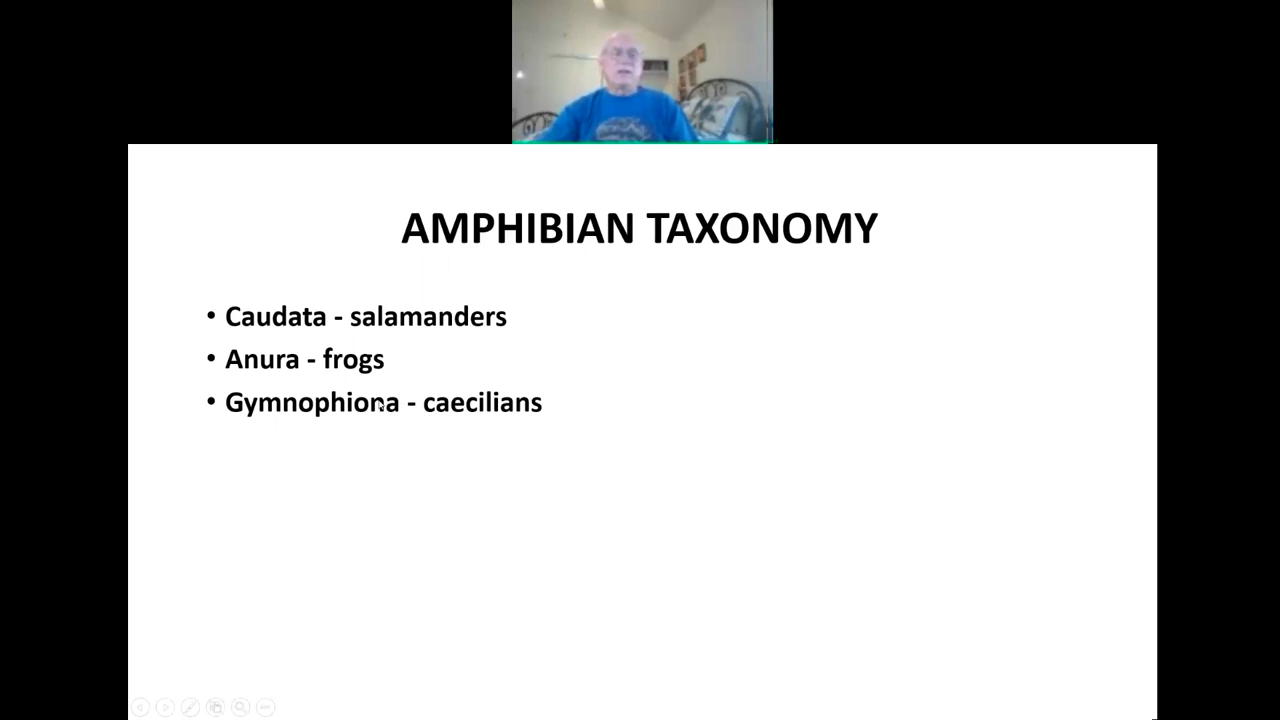 AMPHIBIAN TAXONOMY
• Caudata - salamanders
• Anura - frogs
• Gymnophiona - caecilians